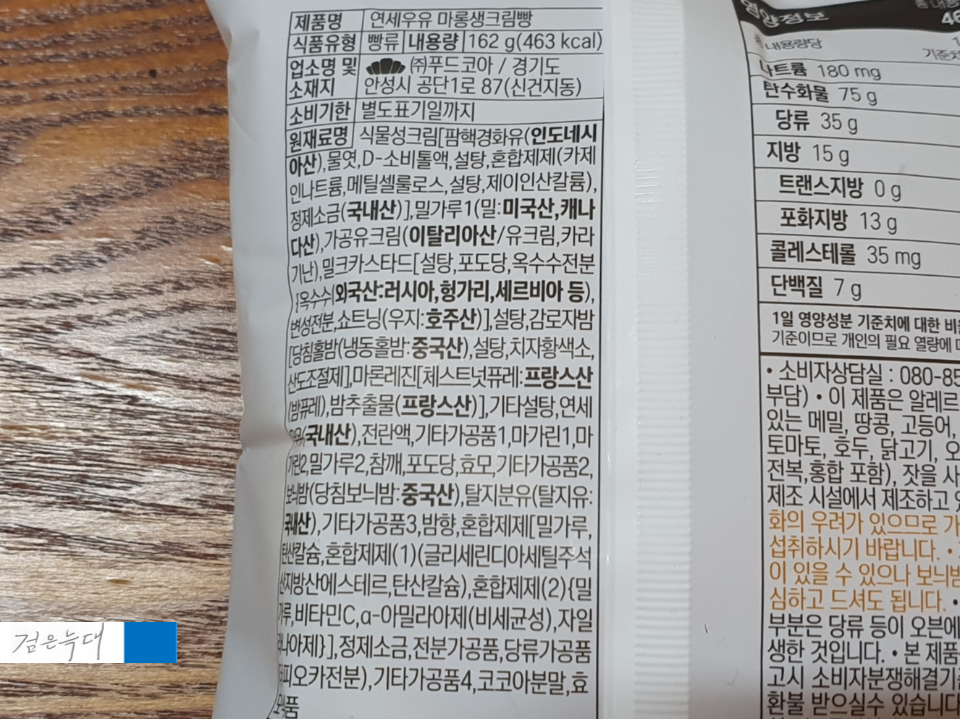 제품명 연세우유 마롱생크림빵
식품유형 빵류 내용량 162 g(463 kcal)
업소명 및 소재지 ㈜푸드코아 / 경기도
안성시 공단1로 87(신건지동)
소비기한 별도표기일까지
원재료명 식물성크림[팜핵경화유(인도네시
아산),물엿,D-소비톨액,설탕,혼합제제(카제
인나트륨,메틸셀룰로스,설탕,제이인산칼륨),
정제소금(국내산)],밀가루1(밀:미국산,캐나
다산),가공유크림(이탈리아산/유크림,카라
기난),밀크카스타드[설탕,포도당,옥수수전분
{옥수수(외국산:러시아,헝가리,세르비아 등),
변성전분,쇼트닝(우지:호주산)],설탕,감로자밤
[당침홀밤(냉동홀밤:중국산),설탕,치자황색소,
산도조절제],마론레진[체스트넛퓨레:프랑스산
(밤퓨레),밤추출물(프랑스산)],기타설탕,연세
(국내산),전란액,기타가공품1,마가린1,마
가린2,밀가루2,참깨,포도당,효모,기타가공품2,
보늬밤(당침보늬밤:중국산),탈지분유(탈지유:
국내산),기타가공품3,밤향,혼합제제[밀가루,
탄산칼슘,혼합제제(1)(글리세린디아세틸주석
산지방산에스테르,탄산칼슘),혼합제제(2){밀
가루,비타민C,α-아밀라아제(비세균성),자일
라나아제}],정제소금,전분가공품,당류가공품
(타피오카전분),기타가공품4,코코아분말,효
모식품
영양정보
총 내용량당
기준치
나트륨 180 mg
탄수화물 75 g
당류 35 g
지방 15 g
트랜스지방 0 g
포화지방 13 g
콜레스테롤 35 mg
단백질 7 g
1일 영양성분 기준치에 대한 비율
기준이므로 개인의 필요 열량에 따
• 소비자상담실 : 080-85
부담) • 이 제품은 알레르
있는 메밀, 땅콩, 고등어,
토마토, 호두, 닭고기, 오
전복,홍합 포함), 잣을 사
제조 시설에서 제조하고 있
화의 우려가 있으므로 가
섭취하시기 바랍니다. •
이 있을 수 있으나 보늬밤
심하고 드셔도 됩니다. •
부분은 당류 등이 오븐에
생한 것입니다. • 본 제품
고시 소비자분쟁해결기준
환불 받으실수 있습니다
검은늑대